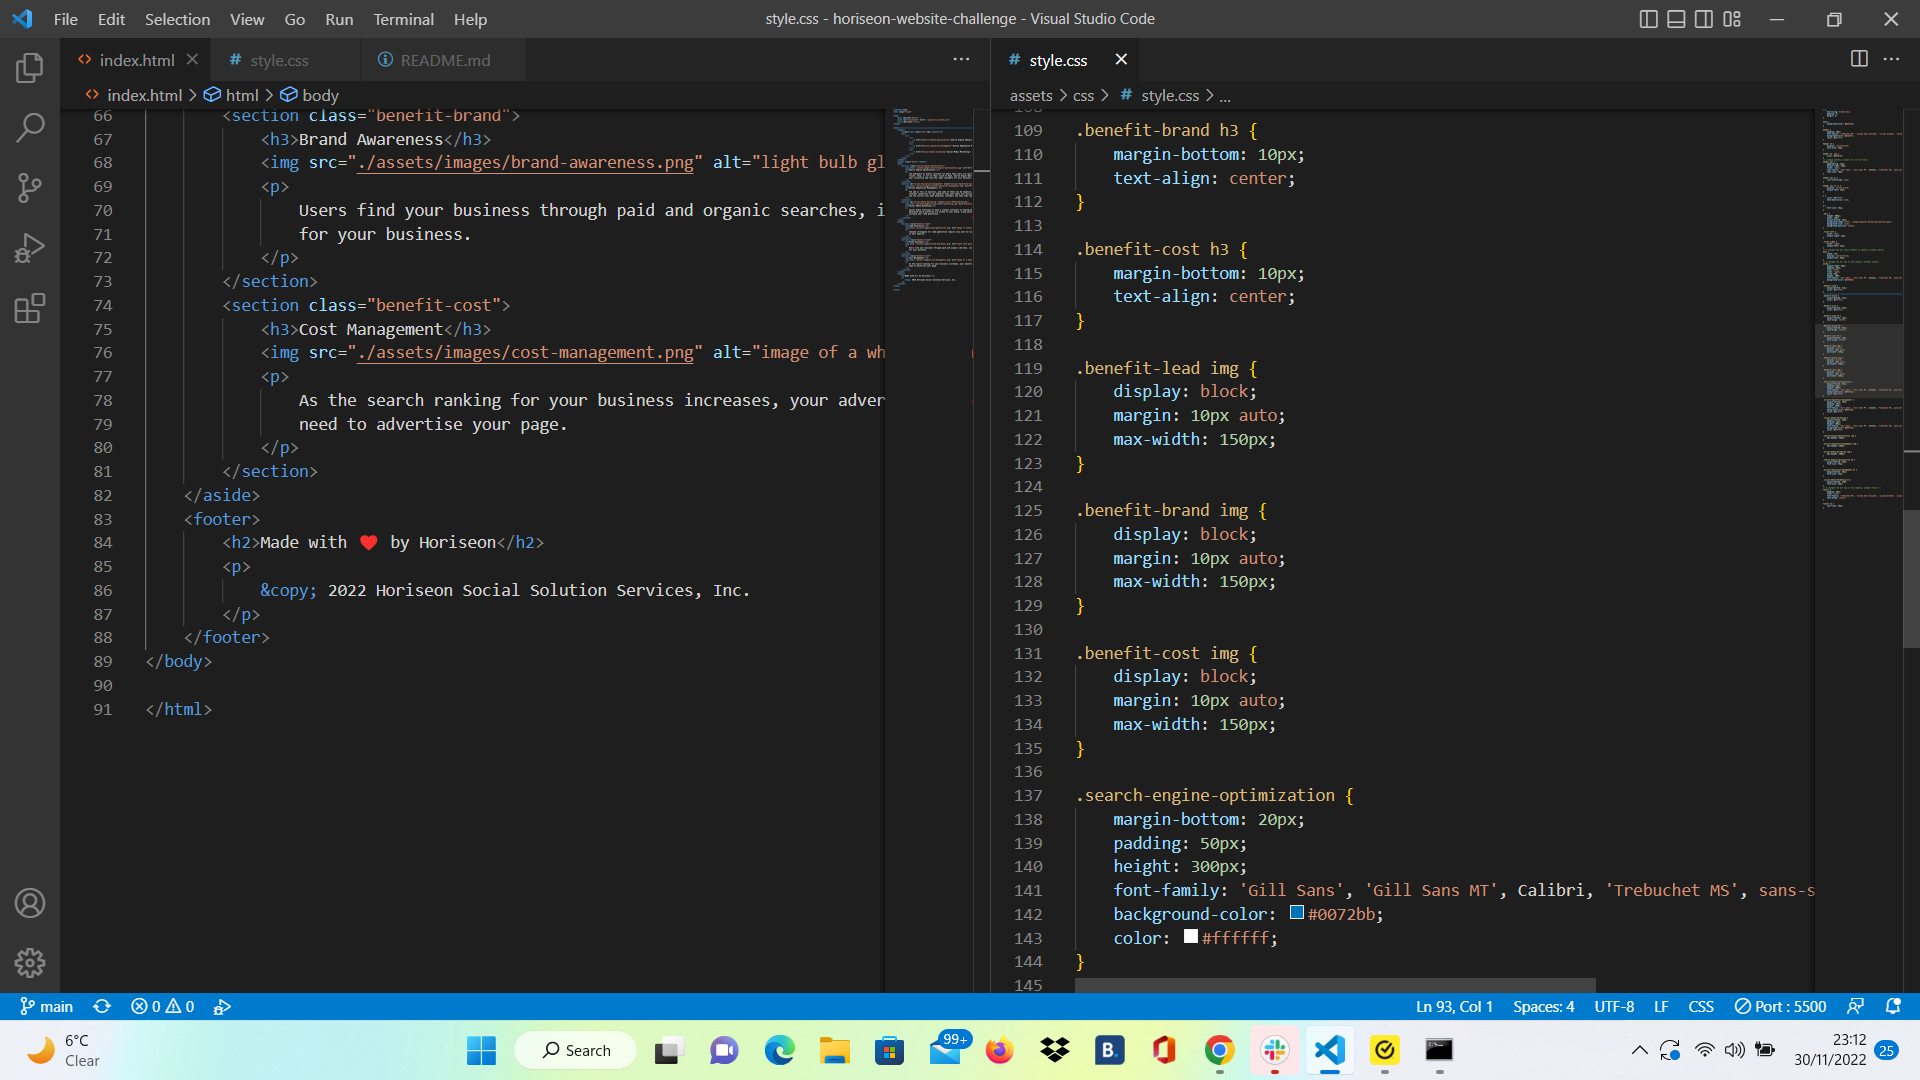 File Edit Selection View Go Run Terminal Help
style.css - horiseon-website-challenge - Visual Studio Code
index.html
style.css
README.md
index.html > html > body
66 <section class="benefit-brand">
67 <h3>Brand Awareness</h3>
68 <img src="./assets/images/brand-awareness.png" alt="light bulb gl
69 <p>
70 Users find your business through paid and organic searches, i
71 for your business.
72 </p>
73 </section>
74 <section class="benefit-cost">
75 <h3>Cost Management</h3>
76 <img src="./assets/images/cost-management.png" alt="image of a wh
77 <p>
78 As the search ranking for your business increases, your adver
79 need to advertise your page.
80 </p>
81 </section>
82 </aside>
83 <footer>
84 <h2>Made with ❤️ by Horiseon</h2>
85 <p>
86 &copy; 2022 Horiseon Social Solution Services, Inc.
87 </p>
88 </footer>
89 </body>
90
91 </html>
style.css
assets > css > # style.css > ...
108
109 .benefit-brand h3 {
110 margin-bottom: 10px;
111 text-align: center;
112 }
113
114 .benefit-cost h3 {
115 margin-bottom: 10px;
116 text-align: center;
117 }
118
119 .benefit-lead img {
120 display: block;
121 margin: 10px auto;
122 max-width: 150px;
123 }
124
125 .benefit-brand img {
126 display: block;
127 margin: 10px auto;
128 max-width: 150px;
129 }
130
131 .benefit-cost img {
132 display: block;
133 margin: 10px auto;
134 max-width: 150px;
135 }
136
137 .search-engine-optimization {
138 margin-bottom: 20px;
139 padding: 50px;
140 height: 300px;
141 font-family: 'Gill Sans', 'Gill Sans MT', Calibri, 'Trebuchet MS', sans-s
142 background-color: #0072bb;
143 color: #ffffff;
144 }
145
main 0 0
Ln 93, Col 1 Spaces: 4 UTF-8 LF CSS Port : 5500
6°C
Clear
Search
99+
B.
23:12
30/11/2022
25